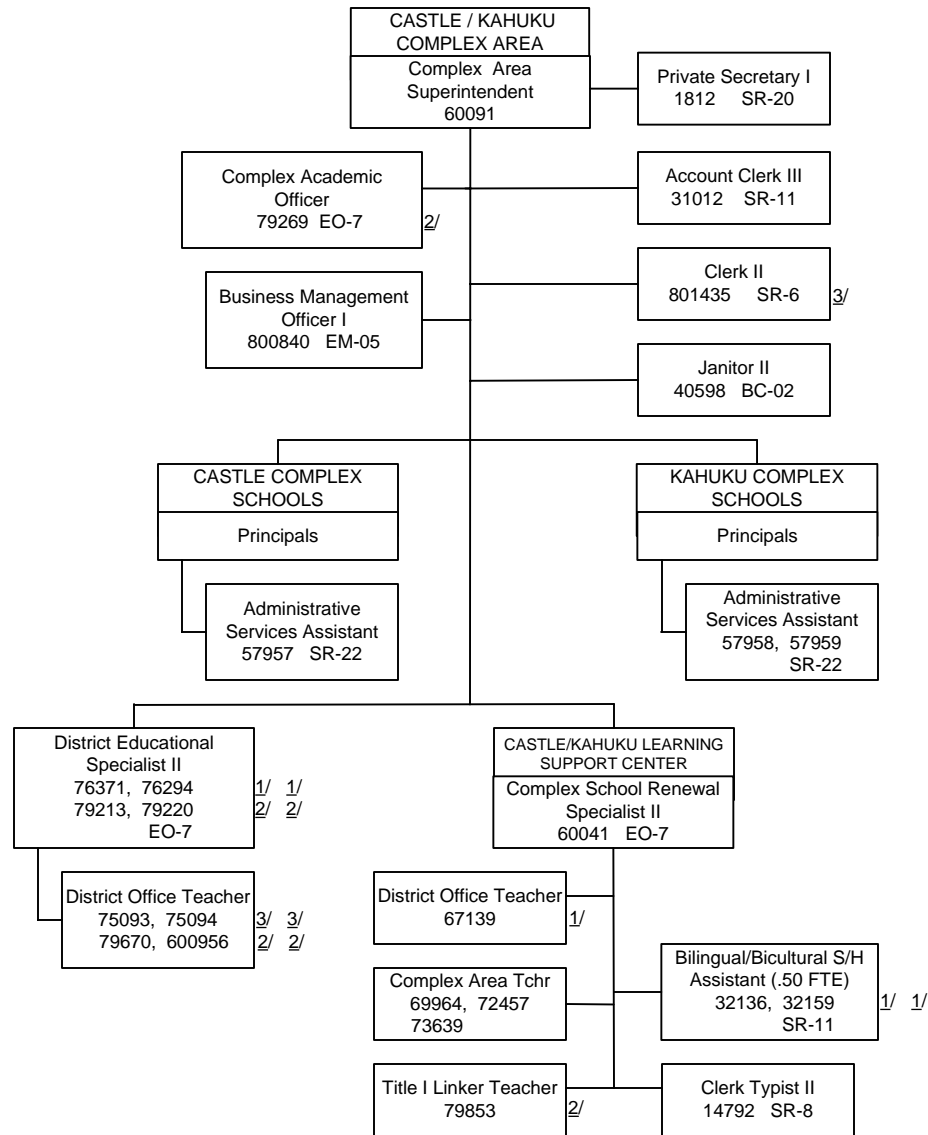 CASTLE / KAHUKU
COMPLEX AREA
Complex Area
Superintendent
60091
Private Secretary I
1812 SR-20
Complex Academic
Officer
79269 EO-7 2/
Account Clerk III
31012 SR-11
Business Management
Officer I
800840 EM-05
Clerk II
801435 SR-6 3/
Janitor II
40598 BC-02
CASTLE COMPLEX
SCHOOLS
Principals
Administrative
Services Assistant
57957 SR-22
KAHUKU COMPLEX
SCHOOLS
Principals
Administrative
Services Assistant
57958, 57959
SR-22
District Educational
Specialist II
76371, 76294 1/ 1/
79213, 79220 2/ 2/
EO-7
District Office Teacher
75093, 75094 3/ 3/
79670, 600956 2/ 2/
CASTLE/KAHUKU LEARNING
SUPPORT CENTER
Complex School Renewal
Specialist II
60041 EO-7
District Office Teacher
67139 1/
Complex Area Tchr
69964, 72457
73639
Bilingual/Bicultural S/H
Assistant (.50 FTE)
32136, 32159 1/ 1/
SR-11
Title I Linker Teacher
79853 2/
Clerk Typist II
14792 SR-8